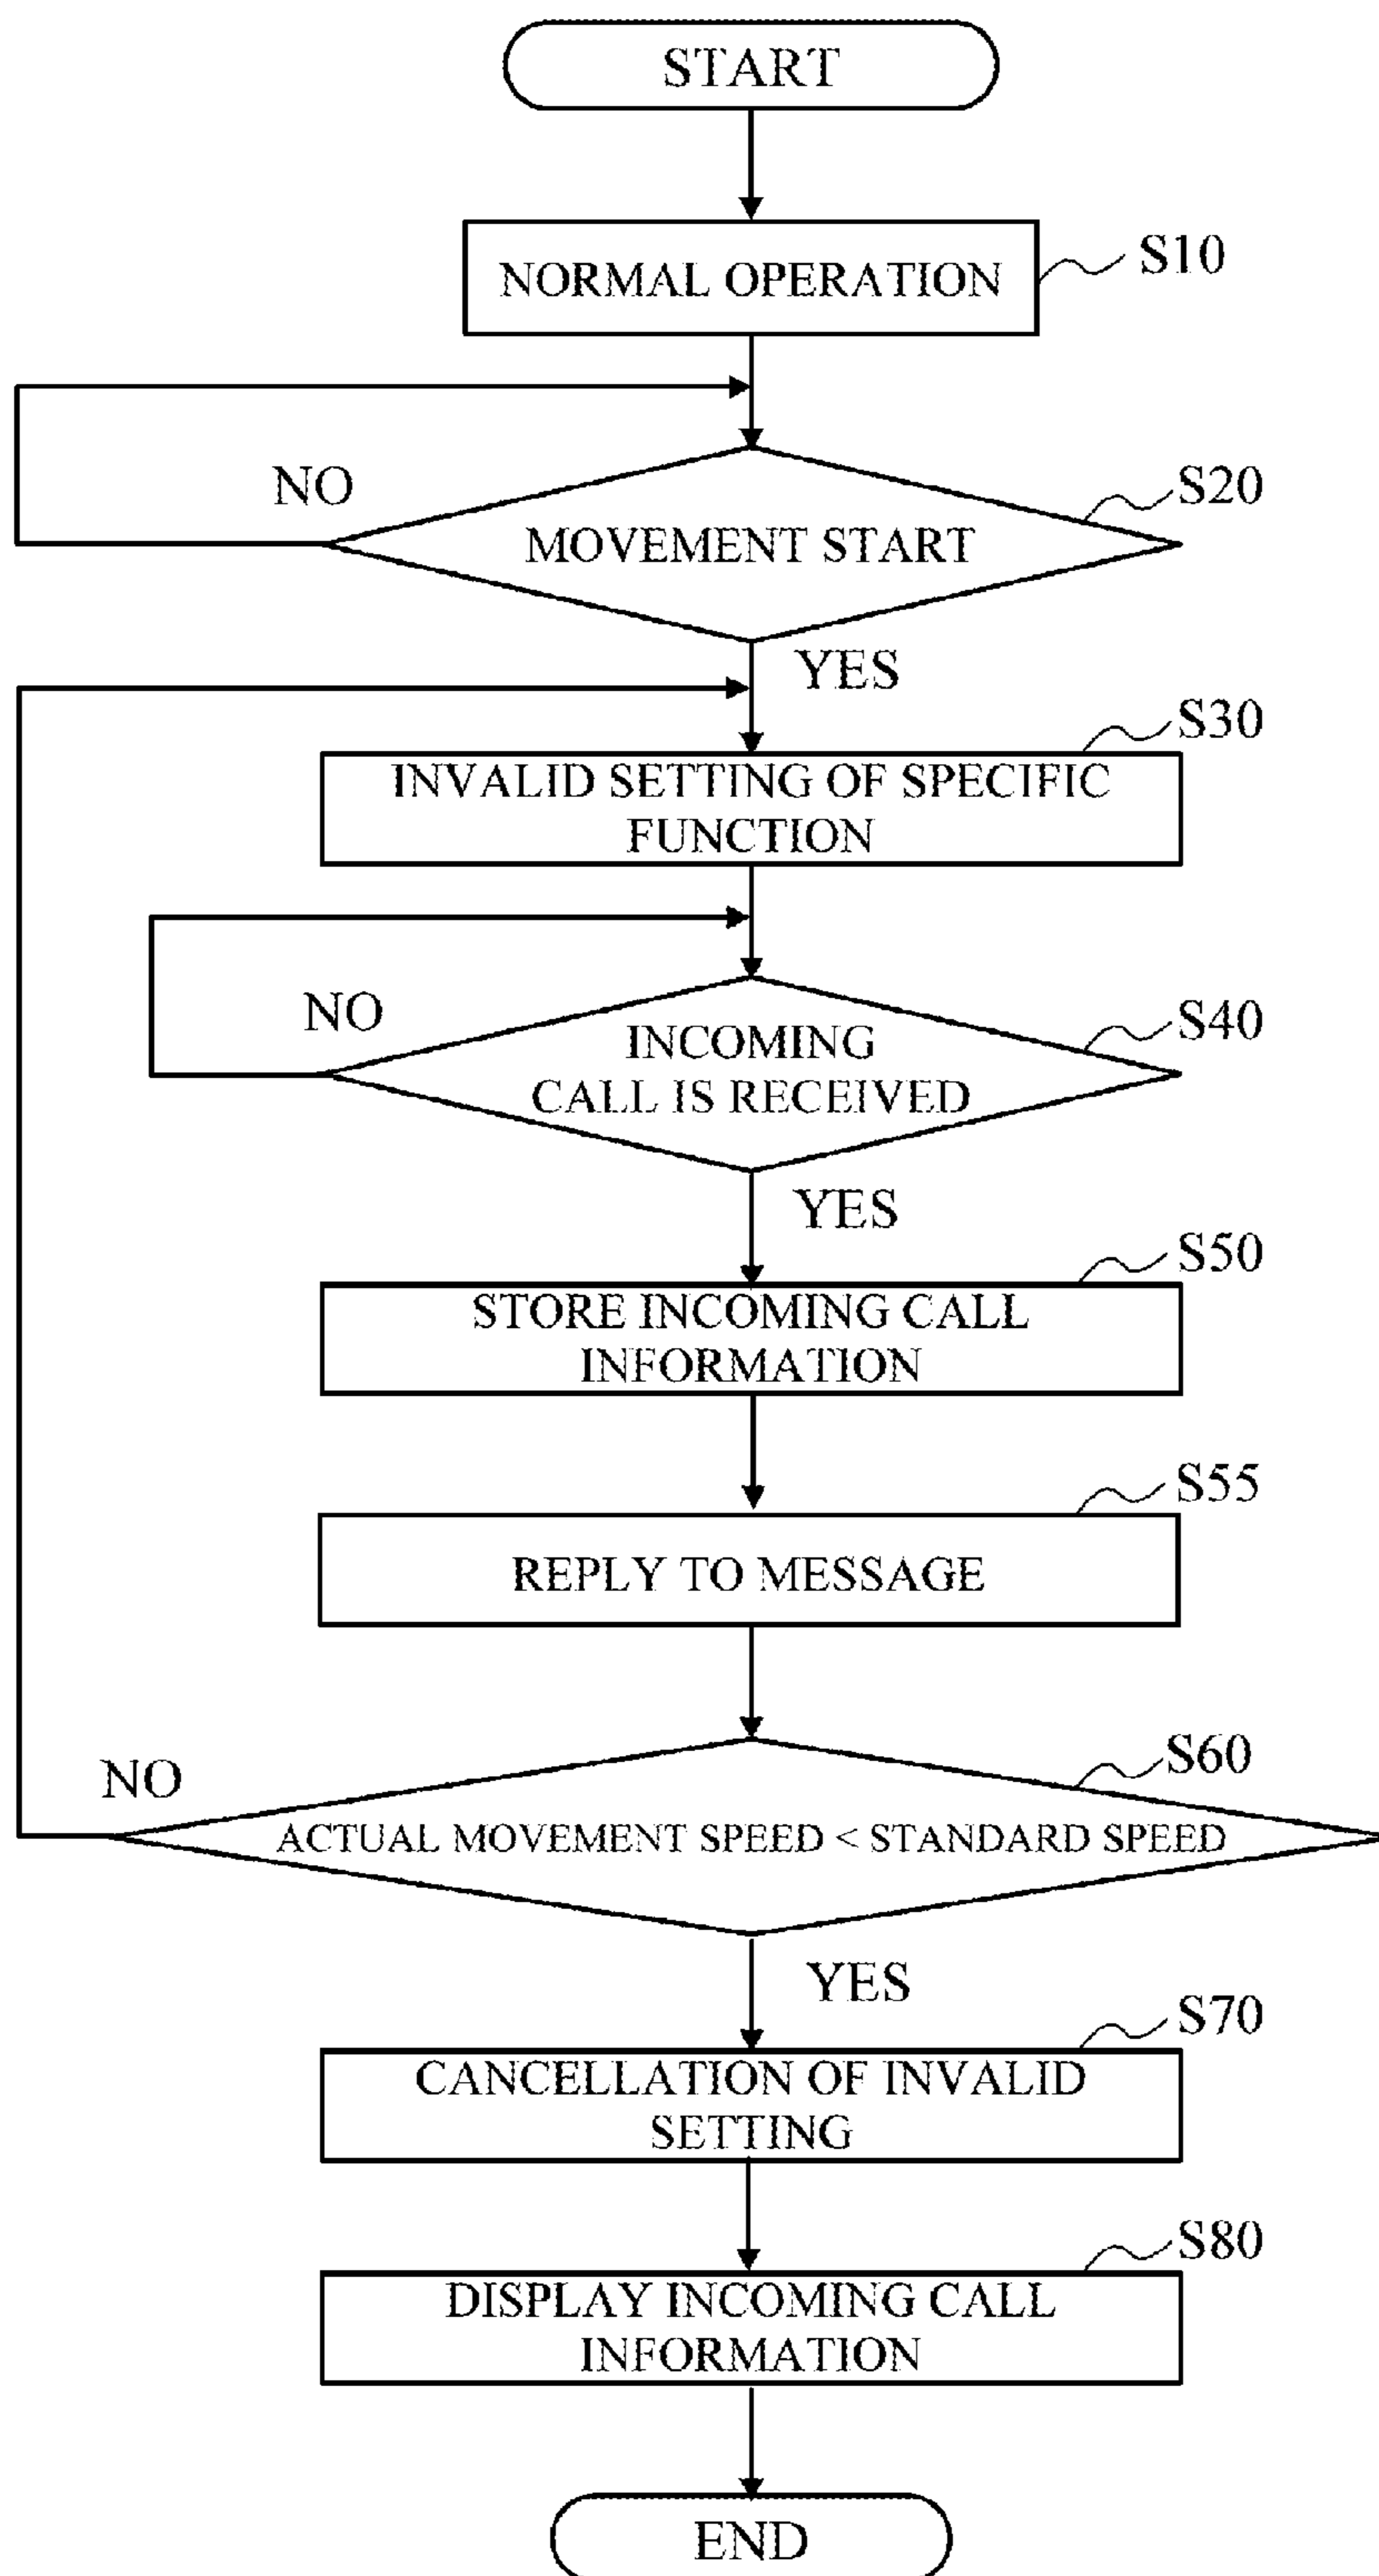 START
NORMAL OPERATION
S10
NO
S20
MOVEMENT START
YES
S30
INVALID SETTING OF SPECIFIC
FUNCTION
NO
S40
INCOMING
CALL IS RECEIVED
YES
S50
STORE INCOMING CALL
INFORMATION
S55
REPLY TO MESSAGE
S60
NO
ACTUAL MOVEMENT SPEED < STANDARD SPEED
YES
S70
CANCELLATION OF INVALID
SETTING
S80
DISPLAY INCOMING CALL
INFORMATION
END